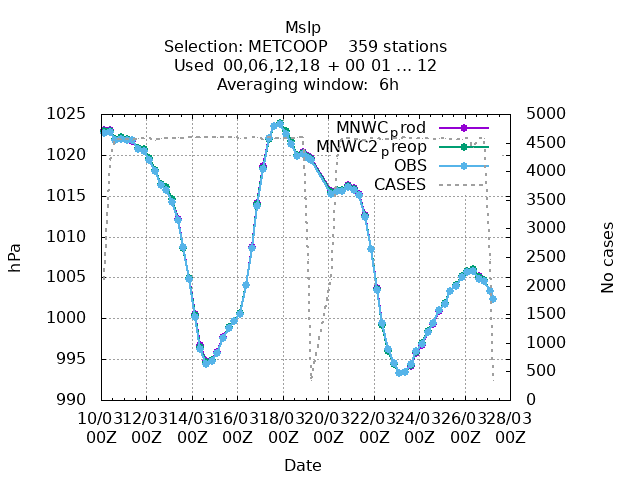 Mslp
Selection: METCOOP    359 stations
Used  00,06,12,18  + 00 01 ... 12
Averaging window:  6h
MNWC_prod
MNWC2_preop
OBS
CASES
hPa
1025
1020
1015
1010
1005
1000
995
990
5000
4500
4000
3500
3000
2500
2000
1500
1000
500
0
No cases
10/03 12/03 14/03 16/03 18/03 20/03 22/03 24/03 26/03 28/03
00Z 00Z 00Z 00Z 00Z 00Z 00Z 00Z 00Z 00Z
Date